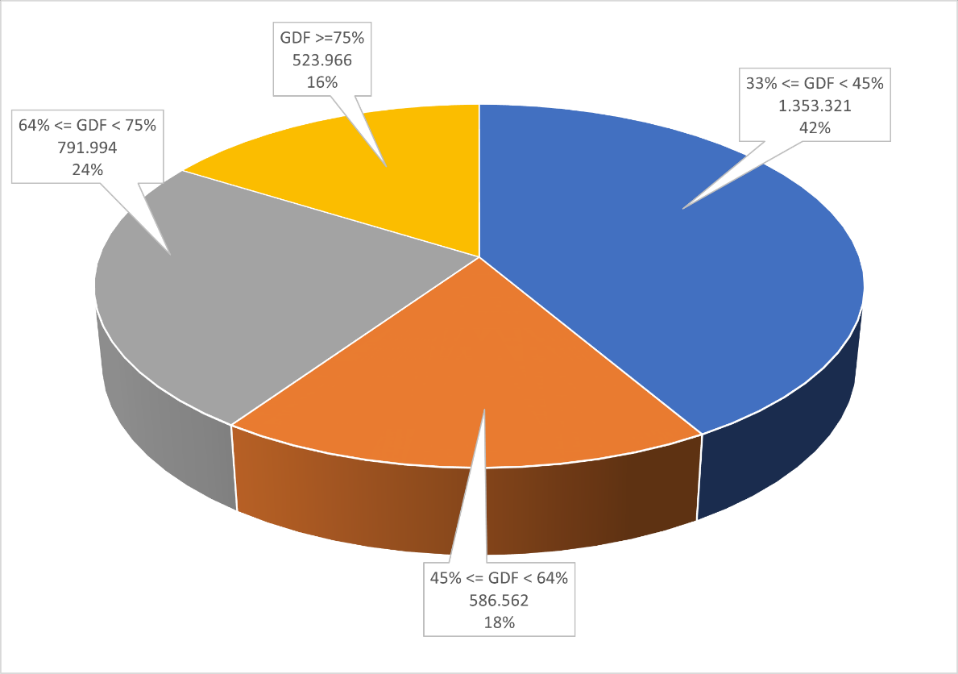 GDF >=75%
523.966
16%
33% <= GDF < 45%
1.353.321
42%
64% <= GDF < 75%
791.994
24%
45% <= GDF < 64%
586.562
18%